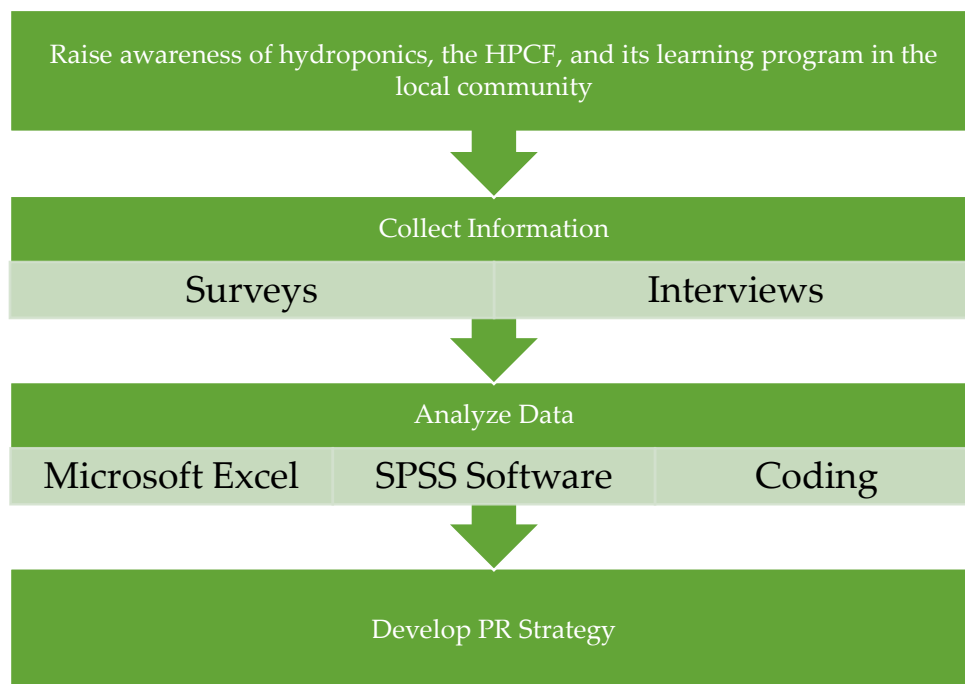 Raise awareness of hydroponics, the HPCF, and its learning program in the
local community
Collect Information
Surveys
Interviews
Analyze Data
Microsoft Excel
SPSS Software
Coding
Develop PR Strategy